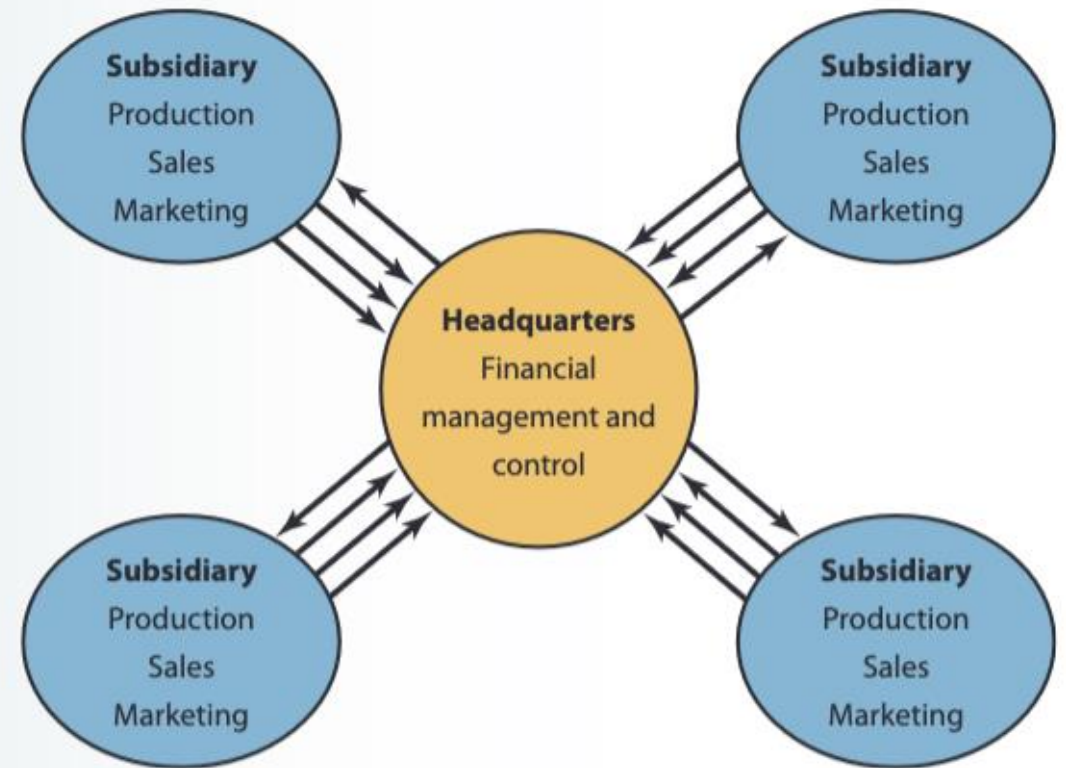 Subsidiary
Production
Sales
Marketing
Subsidiary
Production
Sales
Marketing
Headquarters
Financial
management and
control
Subsidiary
Production
Sales
Marketing
Subsidiary
Production
Sales
Marketing